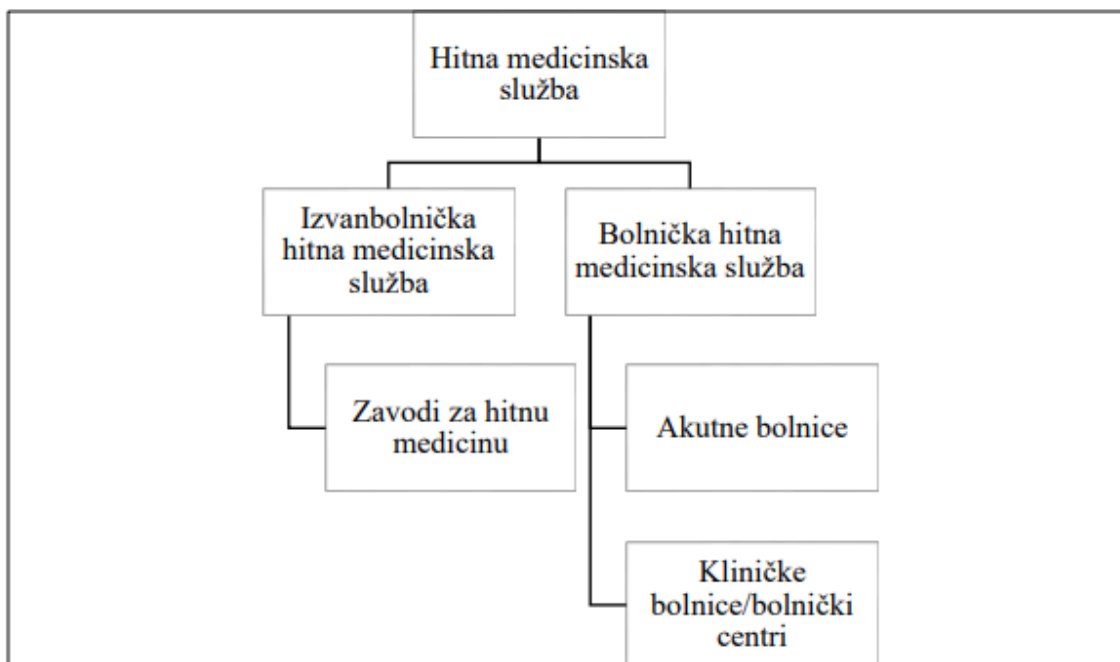 Hitna medicinska
služba
Izvanbolnička
hitna medicinska
služba
Bolnička hitna
medicinska služba
Zavodi za hitnu
medicinu
Akutne bolnice
Kliničke
bolnice/bolnički
centri